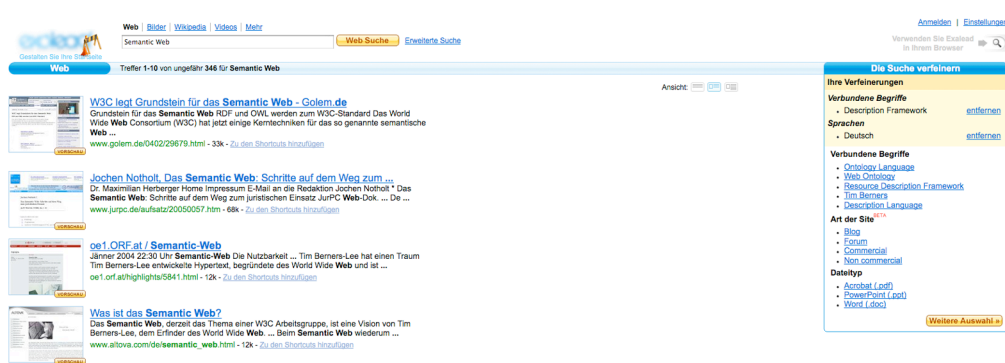 Web | Bilder | Wikipedia | Videos | Mehr
Anmelden | Einstellungen
Semantic Web
Web Suche
Erweiterte Suche
Verwenden Sie Exalead
in Ihrem Browser
Gestalten Sie Ihre Startseite
Web
Treffer 1-10 von ungefähr 346 für Semantic Web
Die Suche verfeinern
Ansicht:
W3C legt Grundstein für das Semantic Web - Golem.de
Grundstein für das Semantic Web RDF und OWL werden zum W3C-Standard Das World
Wide Web Consortium (W3C) hat jetzt einige Kerntechniken für das so genannte semantische
Web ...
www.golem.de/0402/29679.html - 33k - Zu den Shortcuts hinzufügen
VORSCHAU
Jochen Notholt, Das Semantic Web: Schritte auf dem Weg zum ...
Dr. Maximilian Herberger Home Impressum E-Mail an die Redaktion Jochen Notholt * Das
Semantic Web: Schritte auf dem Weg zum juristischen Einsatz JurPC Web-Dok. ... De ...
www.jurpc.de/aufsatz/20050057.htm - 68k - Zu den Shortcuts hinzufügen
VORSCHAU
oe1.ORF.at / Semantic-Web
Jänner 2004 22:30 Uhr Semantic-Web Die Nutzbarkeit ... Tim Berners-Lee hat einen Traum
Tim Berners-Lee entwickelte Hypertext, begründete des World Wide Web und ist ...
oe1.orf.at/highlights/5841.html - 12k - Zu den Shortcuts hinzufügen
VORSCHAU
Was ist das Semantic Web?
Das Semantic Web, derzeit das Thema einer W3C Arbeitsgruppe, ist eine Vision von Tim
Berners-Lee, dem Erfinder des World Wide Web. ... Beim Semantic Web wiederum ...
www.altova.com/de/semantic_web.html - 12k - Zu den Shortcuts hinzufügen
VORSCHAU
Ihre Verfeinerungen
Verbundene Begriffe
Description Framework entfernen
Sprachen
Deutsch entfernen
Verbundene Begriffe
Ontology Language
Web Ontology
Resource Description Framework
Tim Berners
Description Language
Art der Site BETA
Blog
Forum
Commercial
Non commercial
Dateityp
Acrobat (.pdf)
PowerPoint (.ppt)
Word (.doc)
Weitere Auswahl »